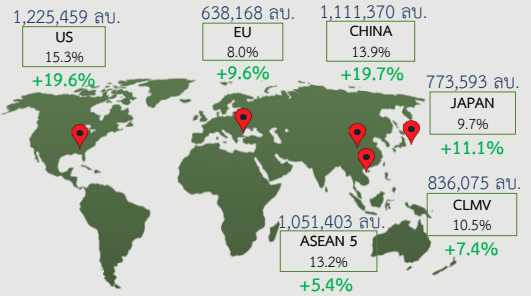 1,225,459 ลบ.
US
15.3%
+19.6%
638,168 ลบ.
EU
8.0%
+9.6%
1,111,370 ลบ.
CHINA
13.9%
+19.7%
773,593 ลบ.
JAPAN
9.7%
+11.1%
836,075 ลบ.
CLMV
10.5%
+7.4%
1,051,403 ลบ.
ASEAN 5
13.2%
+5.4%